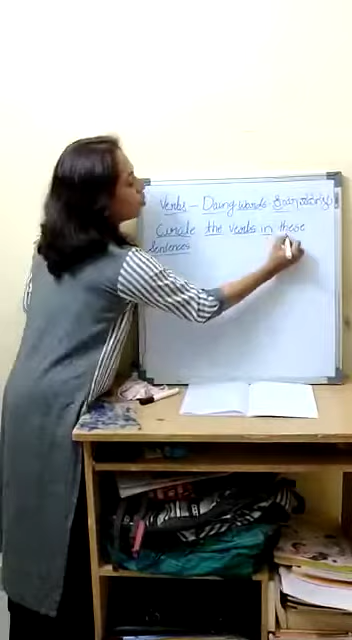 Verbs - Doing words -
Circle the verbs in these
Sentences